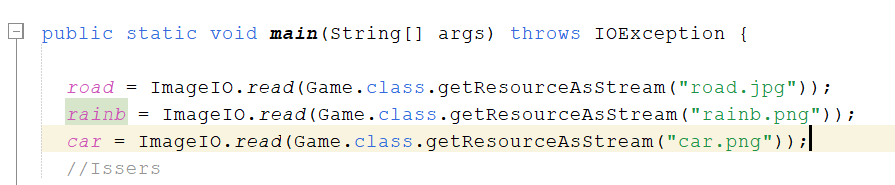 public static void main(String[] args) throws IOException {
road = ImageIO.read(Game.class.getResourceAsStream("road.jpg"));
rainb = ImageIO.read(Game.class.getResourceAsStream("rainb.png"));
car = ImageIO.read(Game.class.getResourceAsStream("car.png"));
//Issers